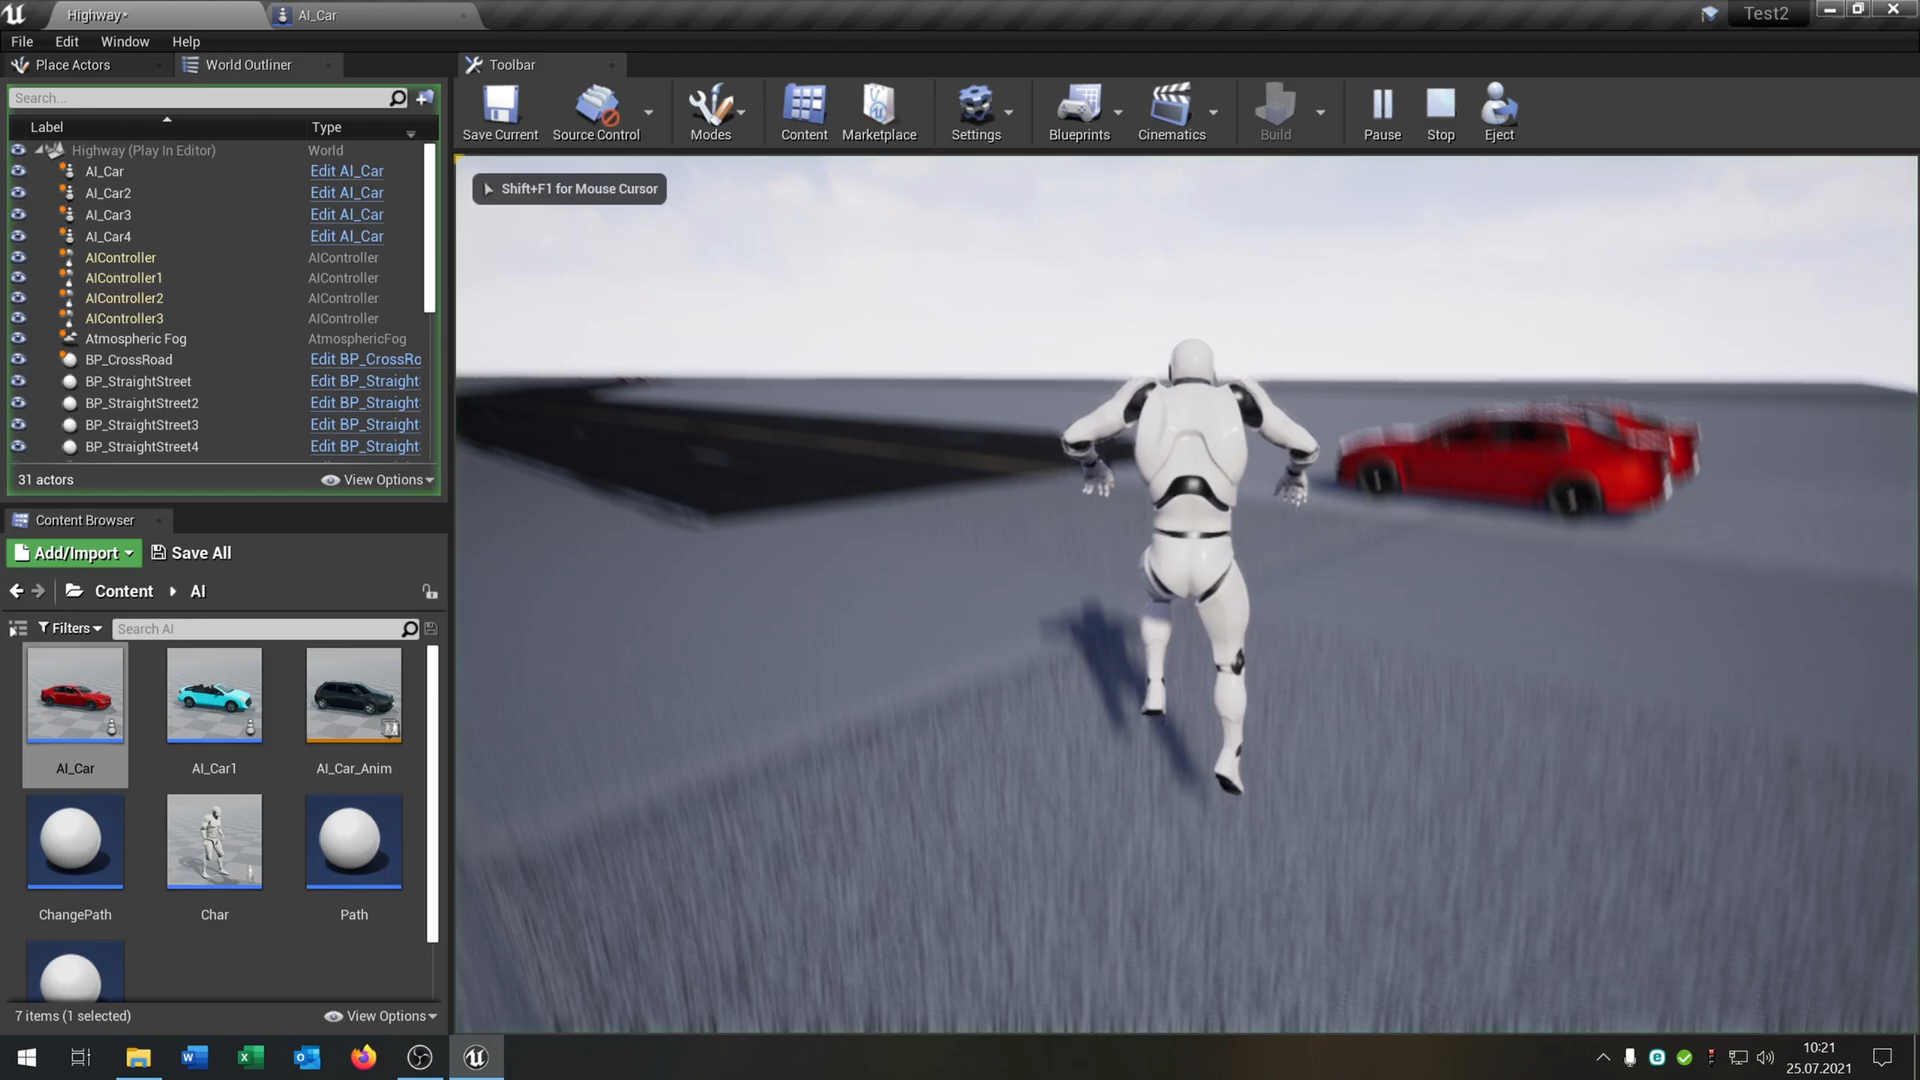 Highway*
AI_Car
Test2
File Edit Window Help
Place Actors
World Outliner
Toolbar
Search...
Label Type
Highway (Play In Editor) World
AI_Car Edit AI_Car
AI_Car2 Edit AI_Car
AI_Car3 Edit AI_Car
AI_Car4 Edit AI_Car
AIController AIController
AIController1 AIController
AIController2 AIController
AIController3 AIController
Atmospheric Fog AtmosphericFog
BP_CrossRoad Edit BP_CrossRo
BP_StraightStreet Edit BP_Straight
BP_StraightStreet2 Edit BP_Straight
BP_StraightStreet3 Edit BP_Straight
BP_StraightStreet4 Edit BP_Straight
31 actors View Options
Save Current Source Control Modes Content Marketplace Settings Blueprints Cinematics Build Pause Stop Eject
Shift+F1 for Mouse Cursor
Content Browser
Add/Import Save All
Content AI
Filters Search AI
AI_Car AI_Car1 AI_Car_Anim
ChangePath Char Path
7 items (1 selected) View Options
10:21
25.07.2021